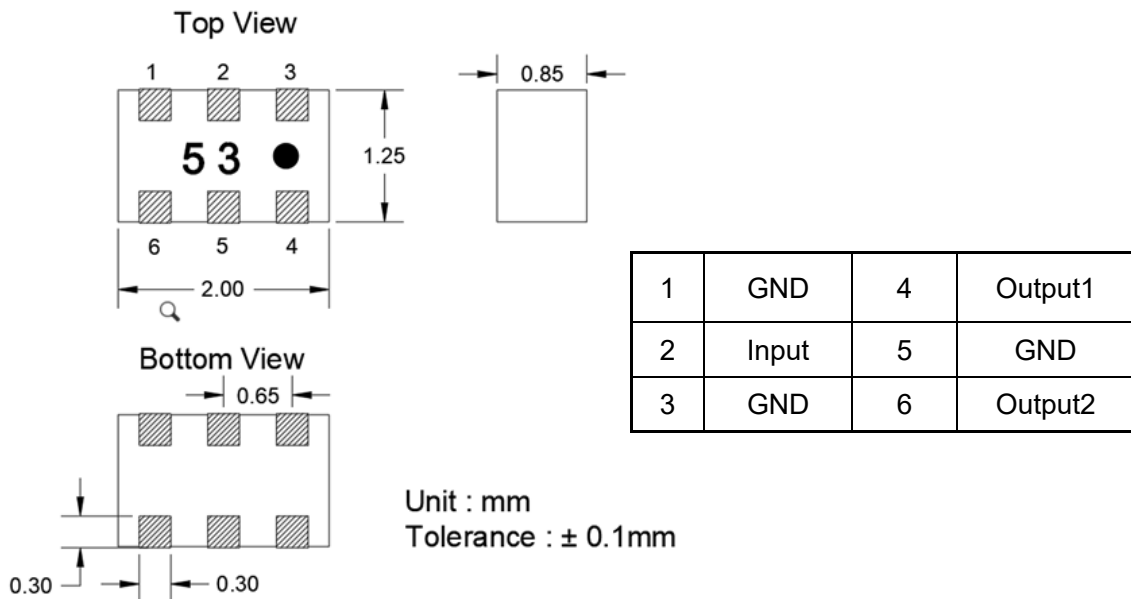 Top View
1 2 3
0.85
5 3
1.25
6 5 4
2.00
1 GND 4 Output1
2 Input 5 GND
3 GND 6 Output2
Bottom View
0.65
Unit : mm
Tolerance : ± 0.1mm
0.30 0.30